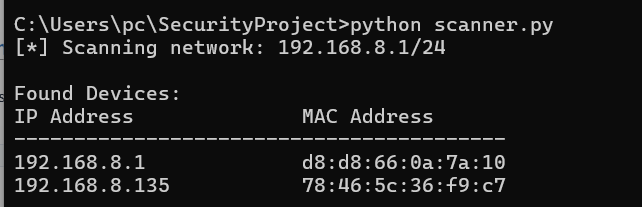 C:\Users\pc\SecurityProject>python scanner.py
[*] Scanning network: 192.168.8.1/24
Found Devices:
IP Address              MAC Address
-----------------------------------------
192.168.8.1             d8:d8:66:0a:7a:10
192.168.8.135           78:46:5c:36:f9:c7